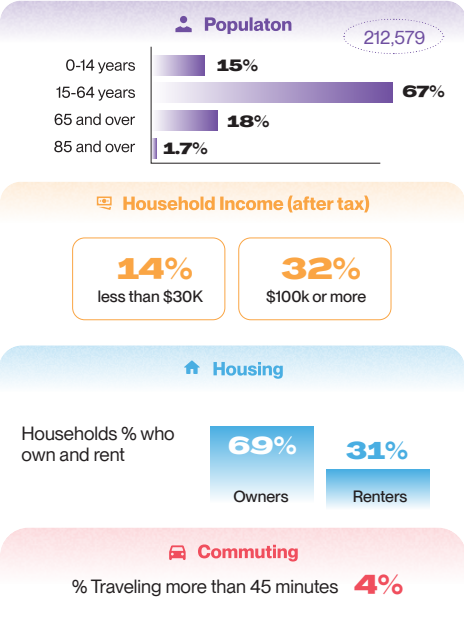 Populaton
212,579
0-14 years 15%
15-64 years 67%
65 and over 18%
85 and over 1.7%
Household Income (after tax)
14%
less than $30K
32%
$100k or more
Housing
Households % who
own and rent
69%
Owners
31%
Renters
Commuting
% Traveling more than 45 minutes 4%